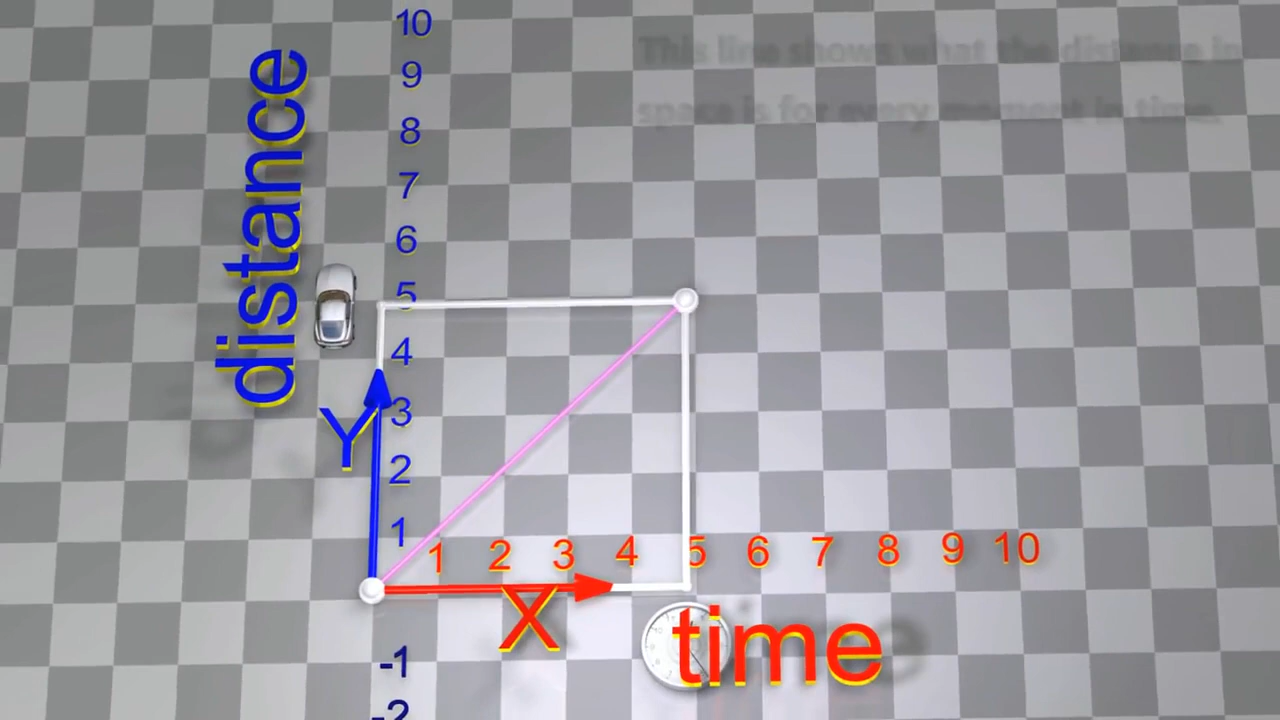 This line shows what the distance in
space is for every moment in time.
distance
10
9
8
7
6
5
4
3
2
1
Y
1 2 3 4 5 6 7 8 9 10
X
time
-1
-2